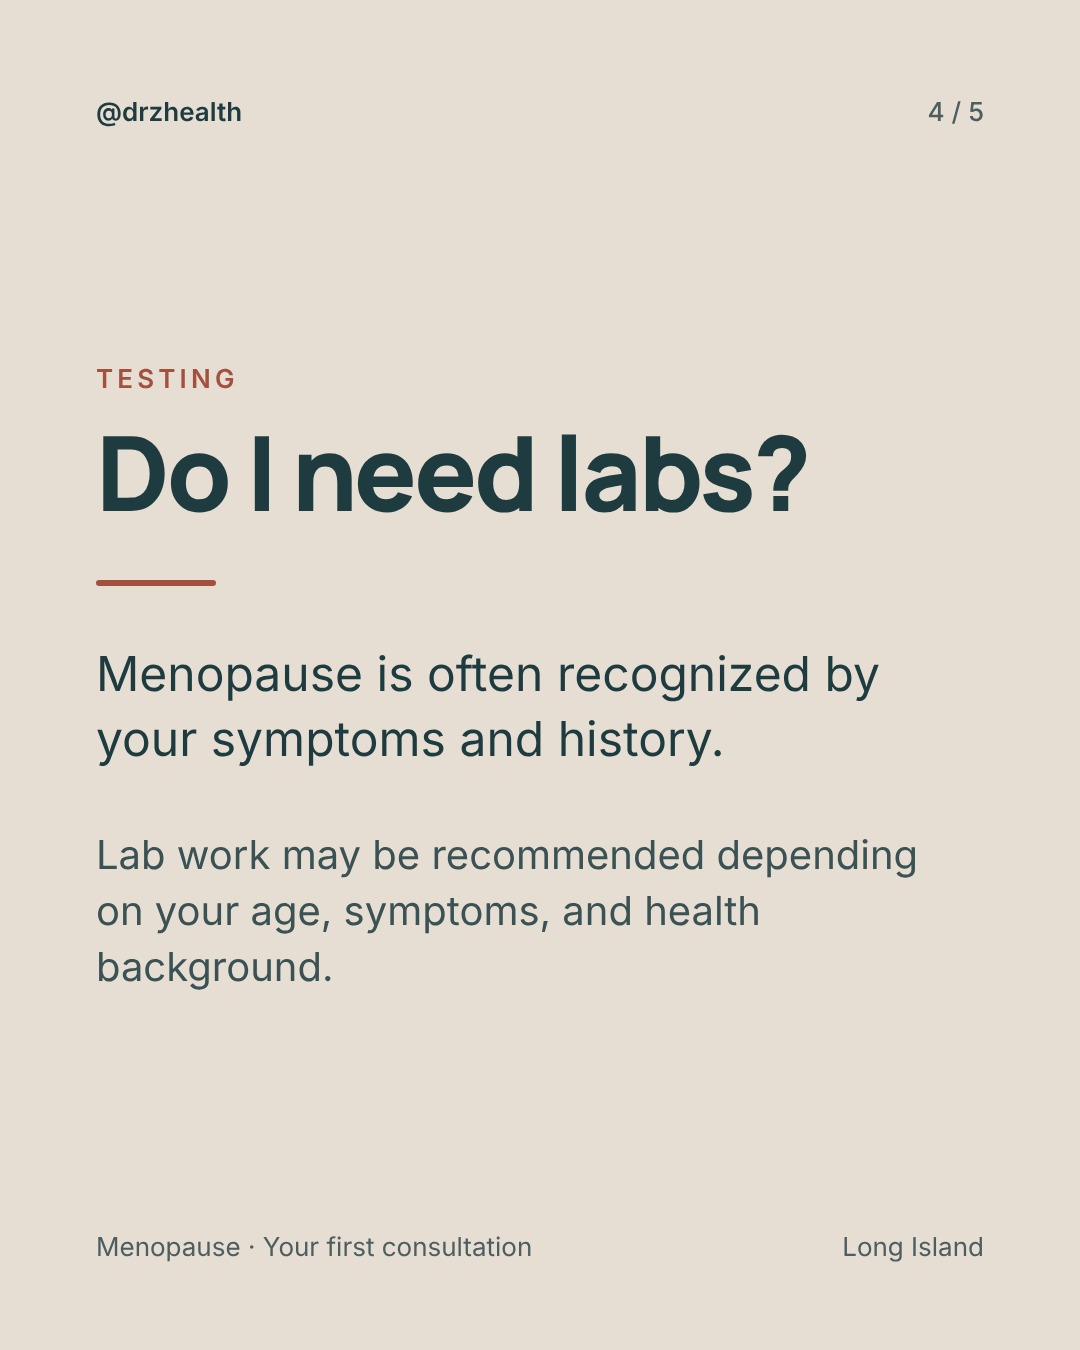 @drzhealth
4 / 5
TESTING
Do I need labs?
Menopause is often recognized by
your symptoms and history.
Lab work may be recommended depending
on your age, symptoms, and health
background.
Menopause · Your first consultation
Long Island